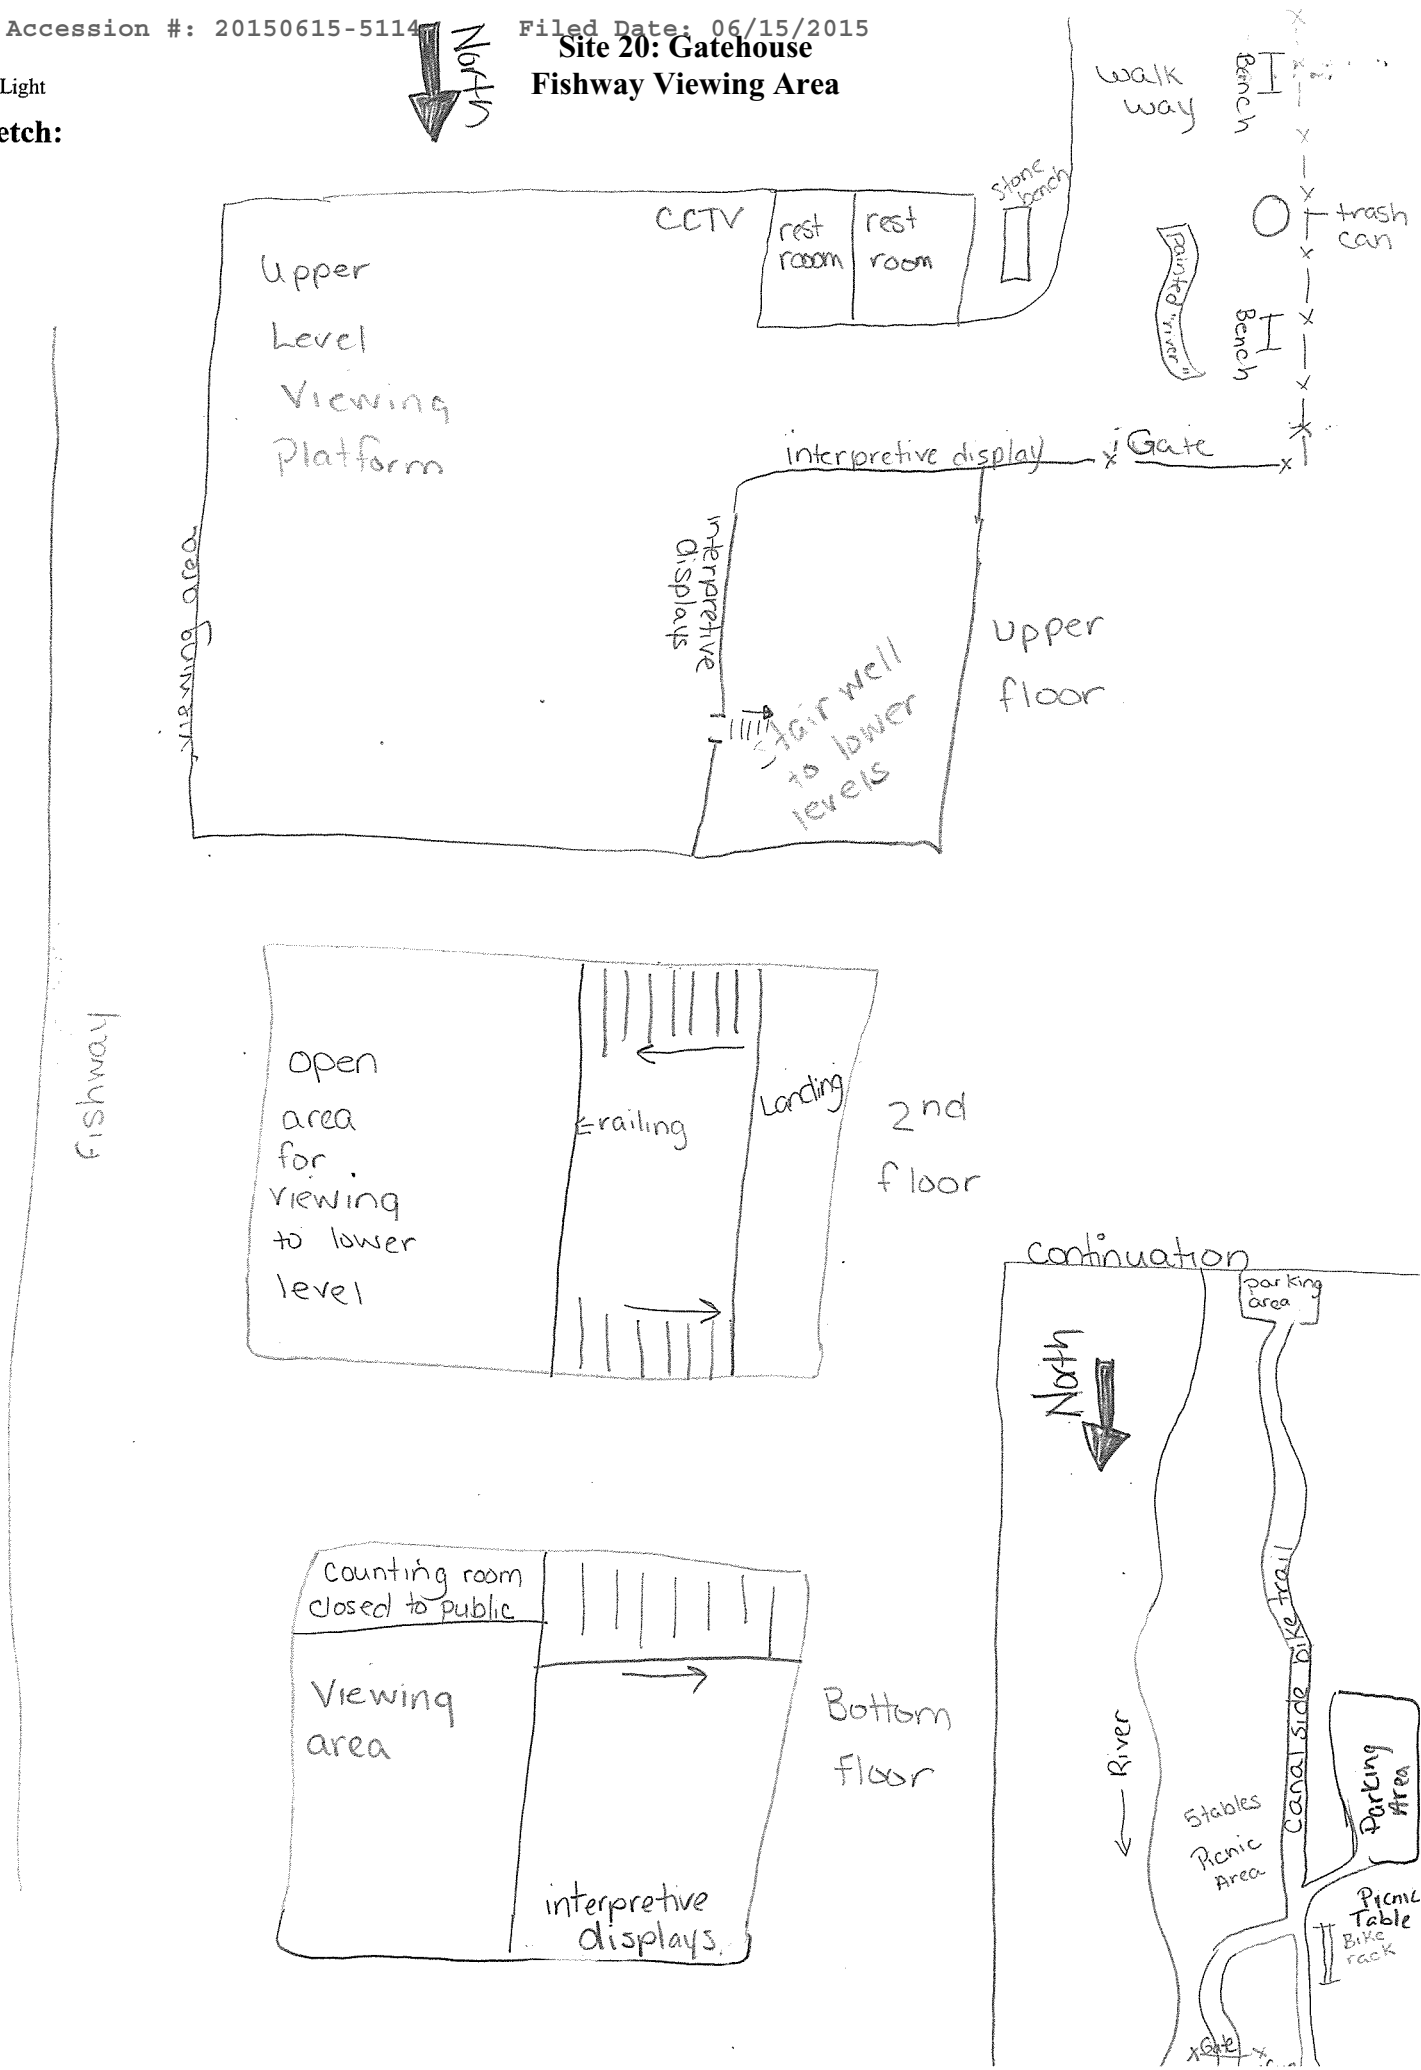 Accession #: 20150615-5114 Filed Date: 06/15/2015
Site 20: Gatehouse
Fishway Viewing Area
Light
etch:
North
walk
way
Bench
stone
bench
trash
can
painted "river"
Bench
CCTV
rest
rooom
rest
room
Upper
Level
Viewing
Platform
interpretive display
Gate
viewing area
interpretive
displays
Stair well
to lower
levels
upper
floor
Fishway
open
area
for
viewing
to lower
level
railing
Landing
2nd
floor
Counting room
closed to public
Viewing
area
interpretive
displays
Bottom
floor
continuation
parking
area
North
Canal side bike trail
River
5tables
Picnic
Area
Parking
Area
Picnic
Table
Bike
rack
Gate